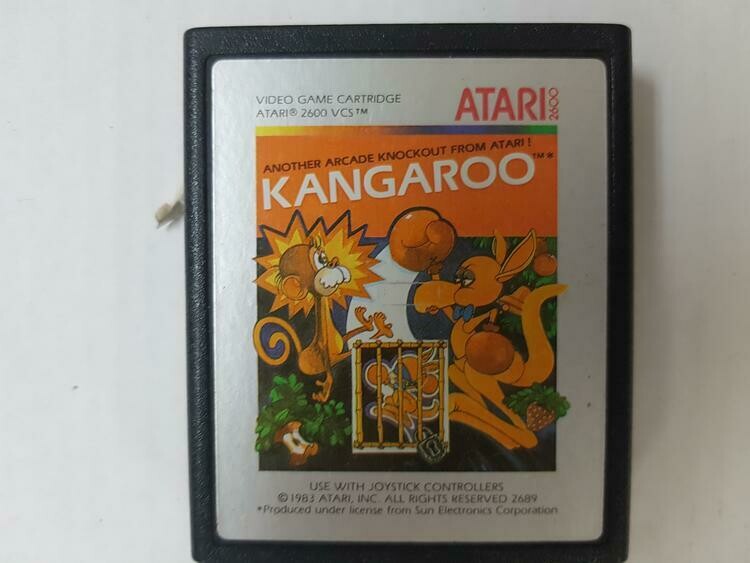 VIDEO GAME CARTRIDGE
ATARI® 2600 VCS™
ATARI 2600
ANOTHER ARCADE KNOCKOUT FROM ATARI!
KANGAROO™*
USE WITH JOYSTICK CONTROLLERS
©1983 ATARI, INC. ALL RIGHTS RESERVED 2689
*Produced under license from Sun Electronics Corporation